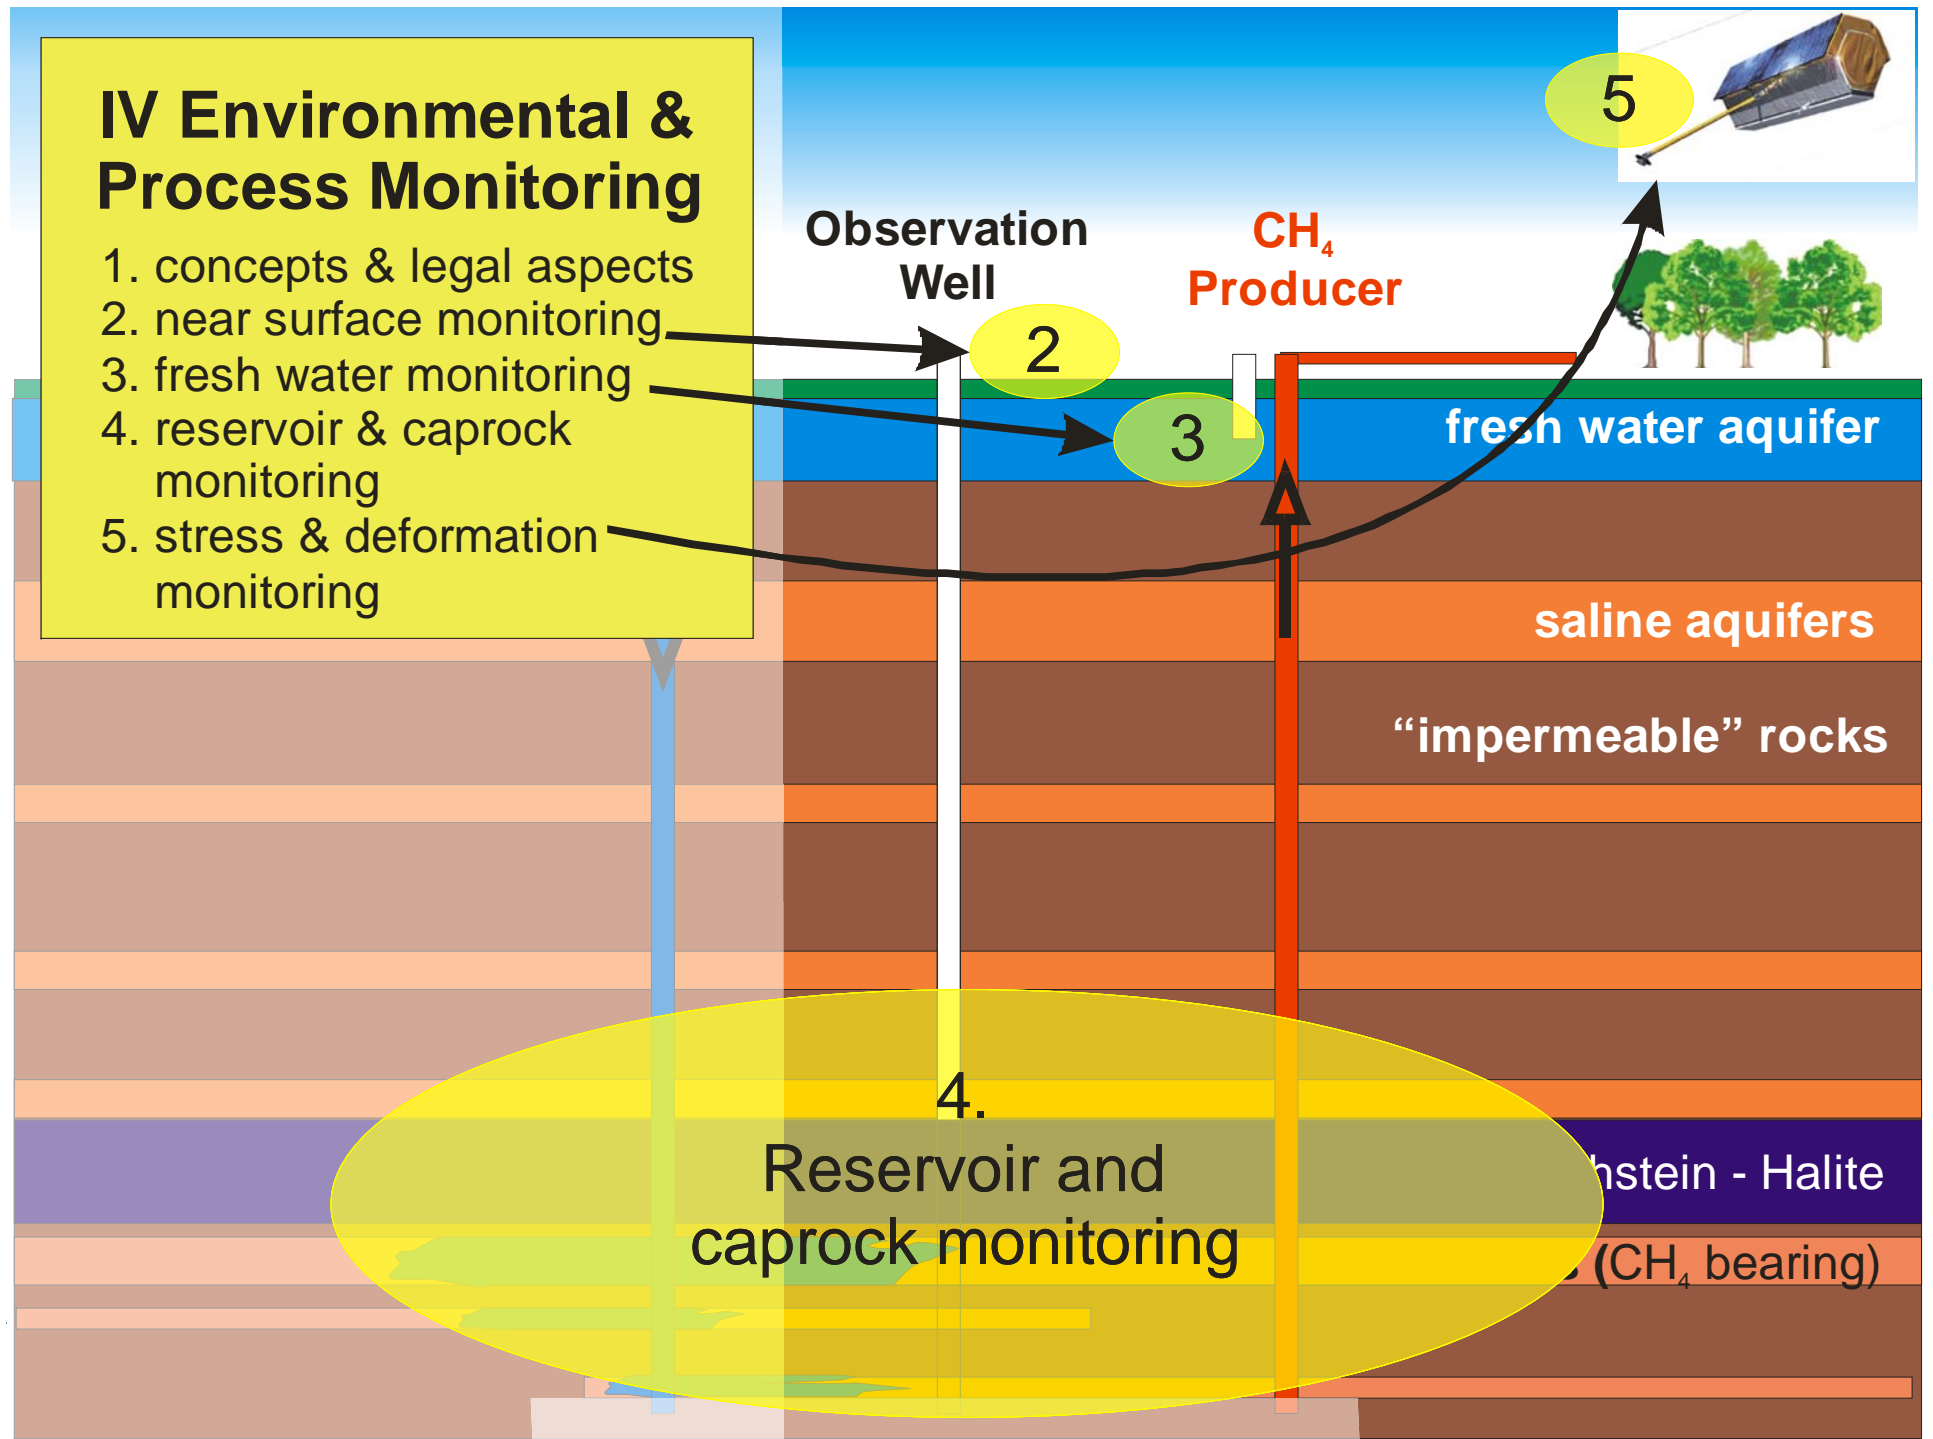 IV Environmental &
Process Monitoring
1. concepts & legal aspects
2. near surface monitoring
3. fresh water monitoring
4. reservoir & caprock
monitoring
5. stress & deformation
monitoring
5
Observation
Well
CH₄
Producer
2
3
fresh water aquifer
saline aquifers
“impermeable” rocks
4.
Reservoir and
caprock monitoring
hstein - Halite
(CH₄ bearing)